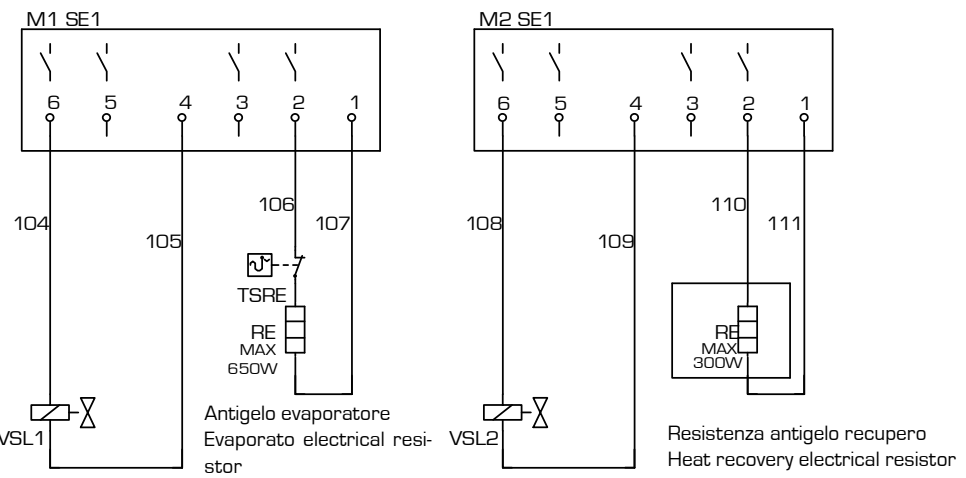 M1 SE1
6 5 4 3 2 1
104
105
106
107
TSRE
RE
MAX
650W
VSL1
Antigelo evaporatore
Evaporato electrical resi-
stor
M2 SE1
6 5 4 3 2 1
108
109
110
111
RE
MAX
300W
VSL2
Resistenza antigelo recupero
Heat recovery electrical resistor